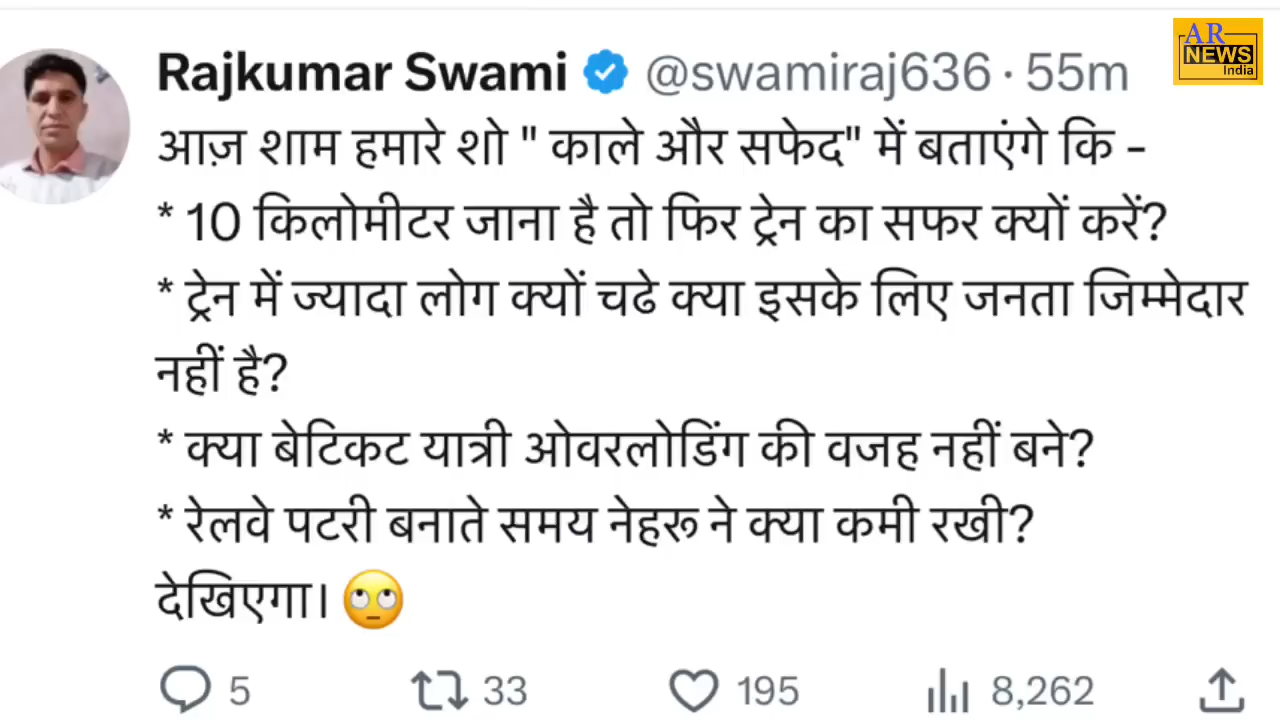 AR
NEWS
India
Rajkumar Swami @swamiraj636 · 55m
आज़ शाम हमारे शो " काले और सफेद" में बताएंगे कि -
* 10 किलोमीटर जाना है तो फिर ट्रेन का सफर क्यों करें?
* ट्रेन में ज्यादा लोग क्यों चढे क्या इसके लिए जनता जिम्मेदार
नहीं है?
* क्या बेटिकट यात्री ओवरलोडिंग की वजह नहीं बने?
* रेलवे पटरी बनाते समय नेहरू ने क्या कमी रखी?
देखिएगा। 🙄
5 33 195 8,262